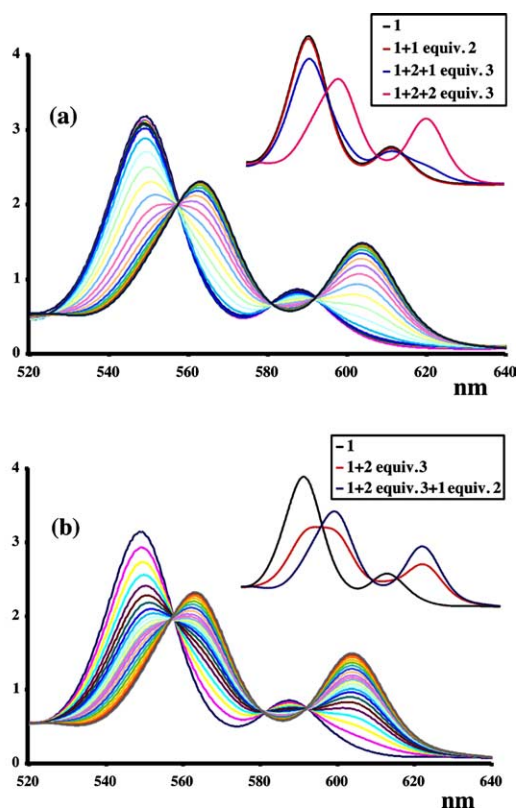 4
– 1
– 1+1 equiv. 2
– 1+2+1 equiv. 3
– 1+2+2 equiv. 3
(a)
3
2
1
0
520 540 560 580 600 620 640
nm
4
– 1
– 1+2 equiv.3
– 1+2 equiv.3+1equiv.2
(b)
3
2
1
0
520 540 560 580 600 620 640
nm